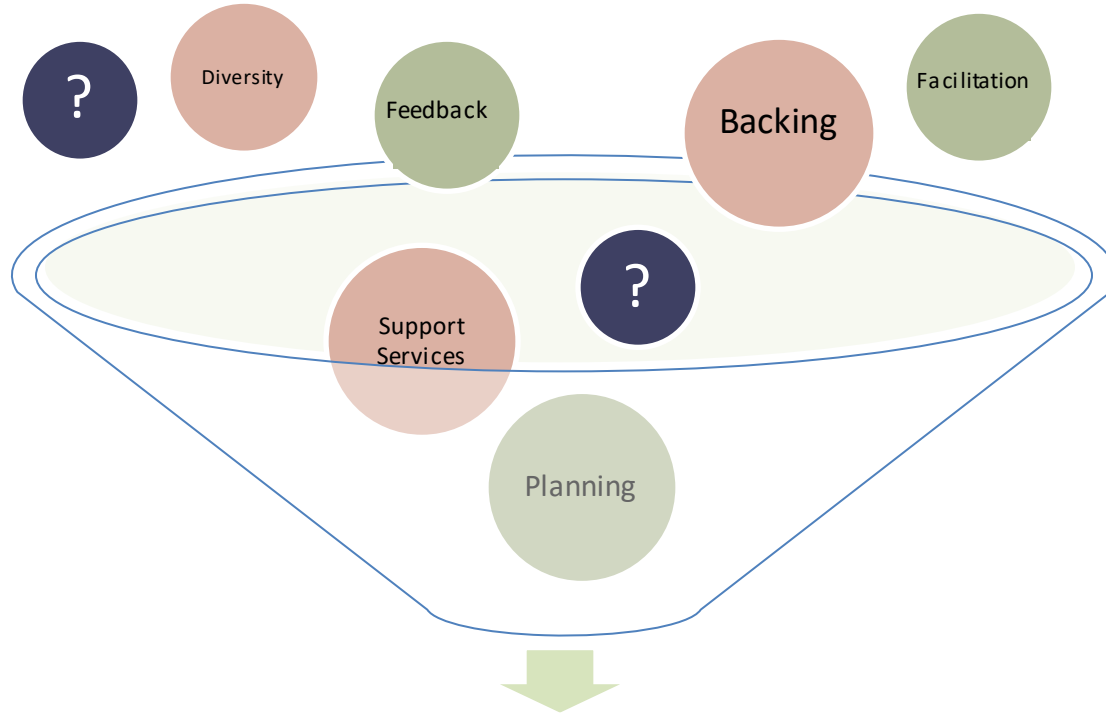 ?
Diversity
Feedback
Backing
Facilitation
?
Support
Services
Planning